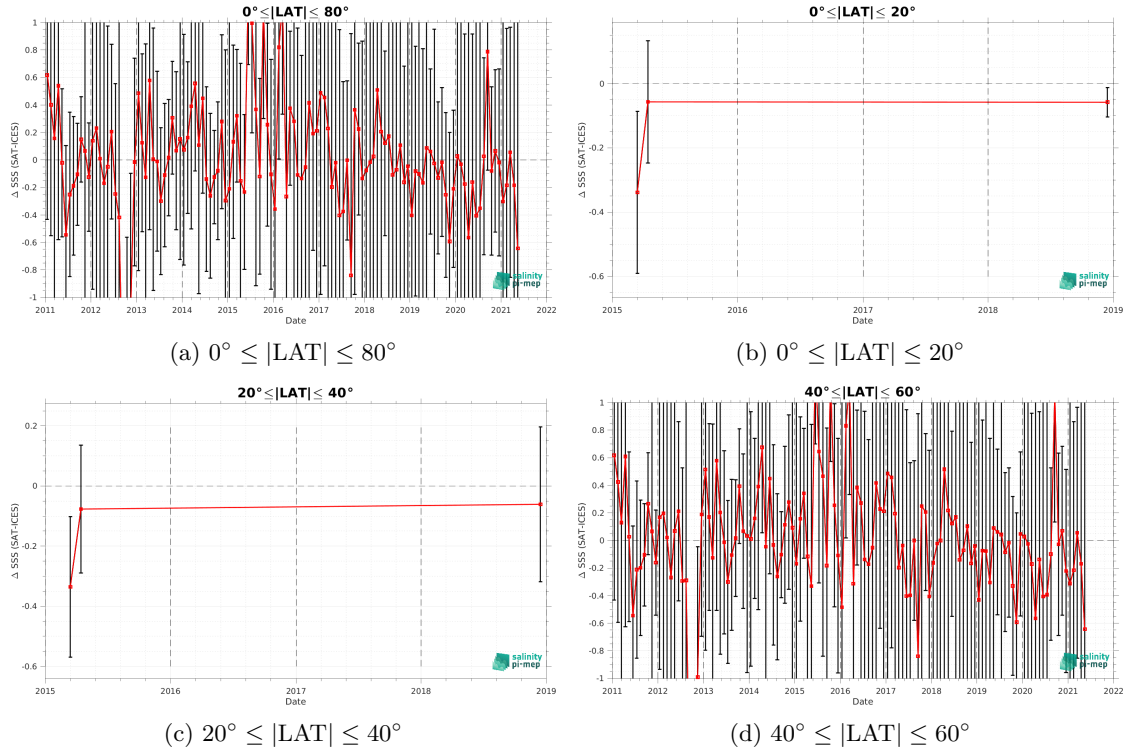 0°≤|LAT|≤ 80°
Δ SSS (SAT-ICES)
1
0.8
0.6
0.4
0.2
0
-0.2
-0.4
-0.6
-0.8
-1
2011 2012 2013 2014 2015 2016 2017 2018 2019 2020 2021 2022
Date
salinity
pi-mep
(a) 0° ≤ |LAT| ≤ 80°
0°≤|LAT|≤ 20°
Δ SSS (SAT-ICES)
0
-0.2
-0.4
-0.6
2015 2016 2017 2018 2019
Date
salinity
pi-mep
(b) 0° ≤ |LAT| ≤ 20°
20°≤|LAT|≤ 40°
Δ SSS (SAT-ICES)
0.2
0
-0.2
-0.4
-0.6
2015 2016 2017 2018 2019
Date
salinity
pi-mep
(c) 20° ≤ |LAT| ≤ 40°
40°≤|LAT|≤ 60°
Δ SSS (SAT-ICES)
1
0.8
0.6
0.4
0.2
0
-0.2
-0.4
-0.6
-0.8
-1
2011 2012 2013 2014 2015 2016 2017 2018 2019 2020 2021 2022
Date
salinity
pi-mep
(d) 40° ≤ |LAT| ≤ 60°